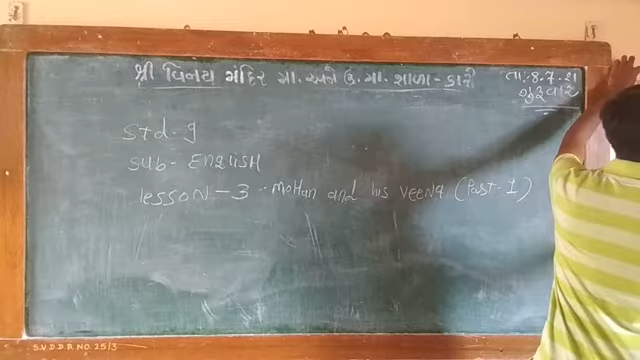 શ્રી વિનય મંદિર મા. અને ઉ. મા. શાળા - કાટી
તા.:8.7.21
ગુરૂવાર
Std - 9
Sub - ENGLISH
lesson - 3 - MoHan and his veena (Part - 1)
S.V.D.D.R NO. 25/3